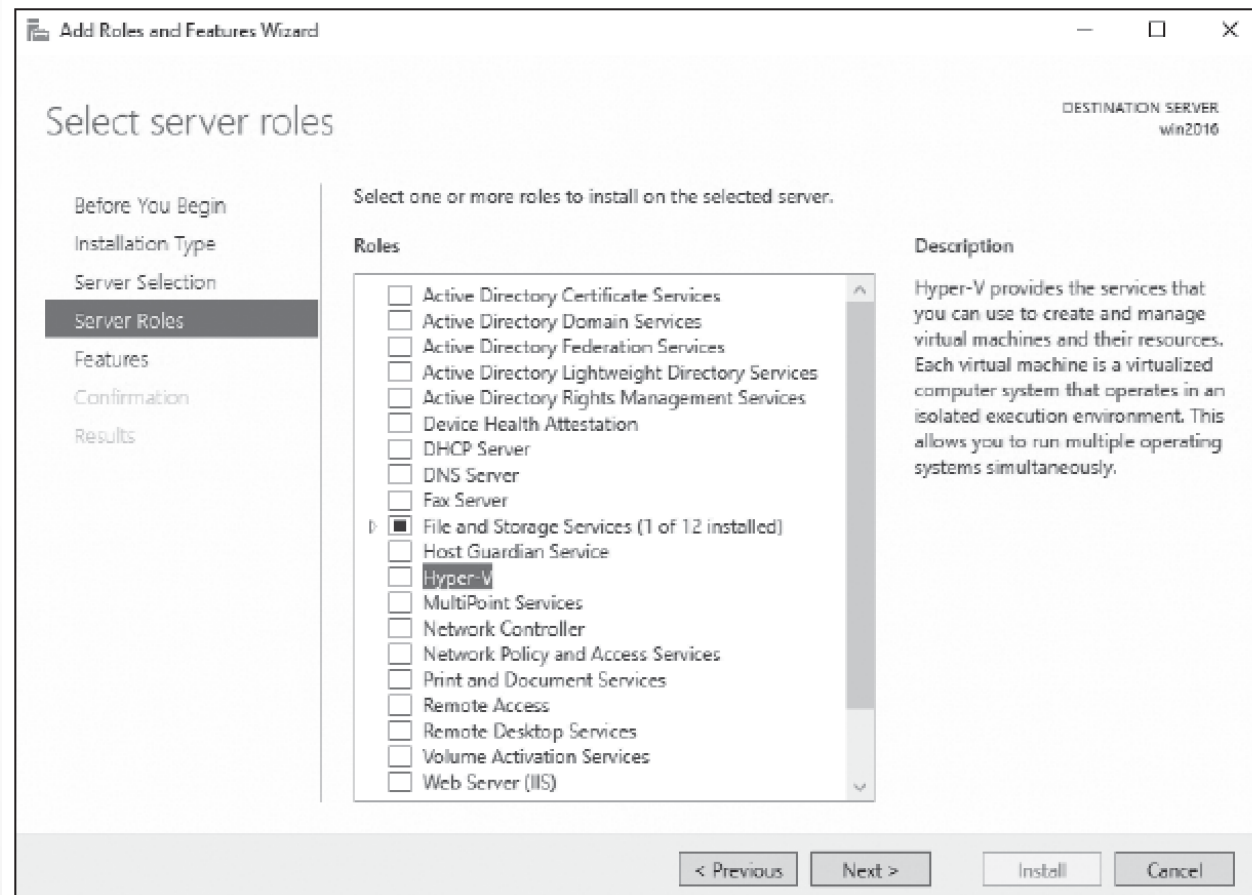 Add Roles and Features Wizard
Select server roles
DESTINATION SERVER
win2016
Before You Begin
Installation Type
Server Selection
Server Roles
Features
Confirmation
Results
Select one or more roles to install on the selected server.
Roles
Active Directory Certificate Services
Active Directory Domain Services
Active Directory Federation Services
Active Directory Lightweight Directory Services
Active Directory Rights Management Services
Device Health Attestation
DHCP Server
DNS Server
Fax Server
File and Storage Services (1 of 12 installed)
Host Guardian Service
Hyper-V
MultiPoint Services
Network Controller
Network Policy and Access Services
Print and Document Services
Remote Access
Remote Desktop Services
Volume Activation Services
Web Server (IIS)
Description
Hyper-V provides the services that
you can use to create and manage
virtual machines and their resources.
Each virtual machine is a virtualized
computer system that operates in an
isolated execution environment. This
allows you to run multiple operating
systems simultaneously.
< Previous
Next >
Install
Cancel